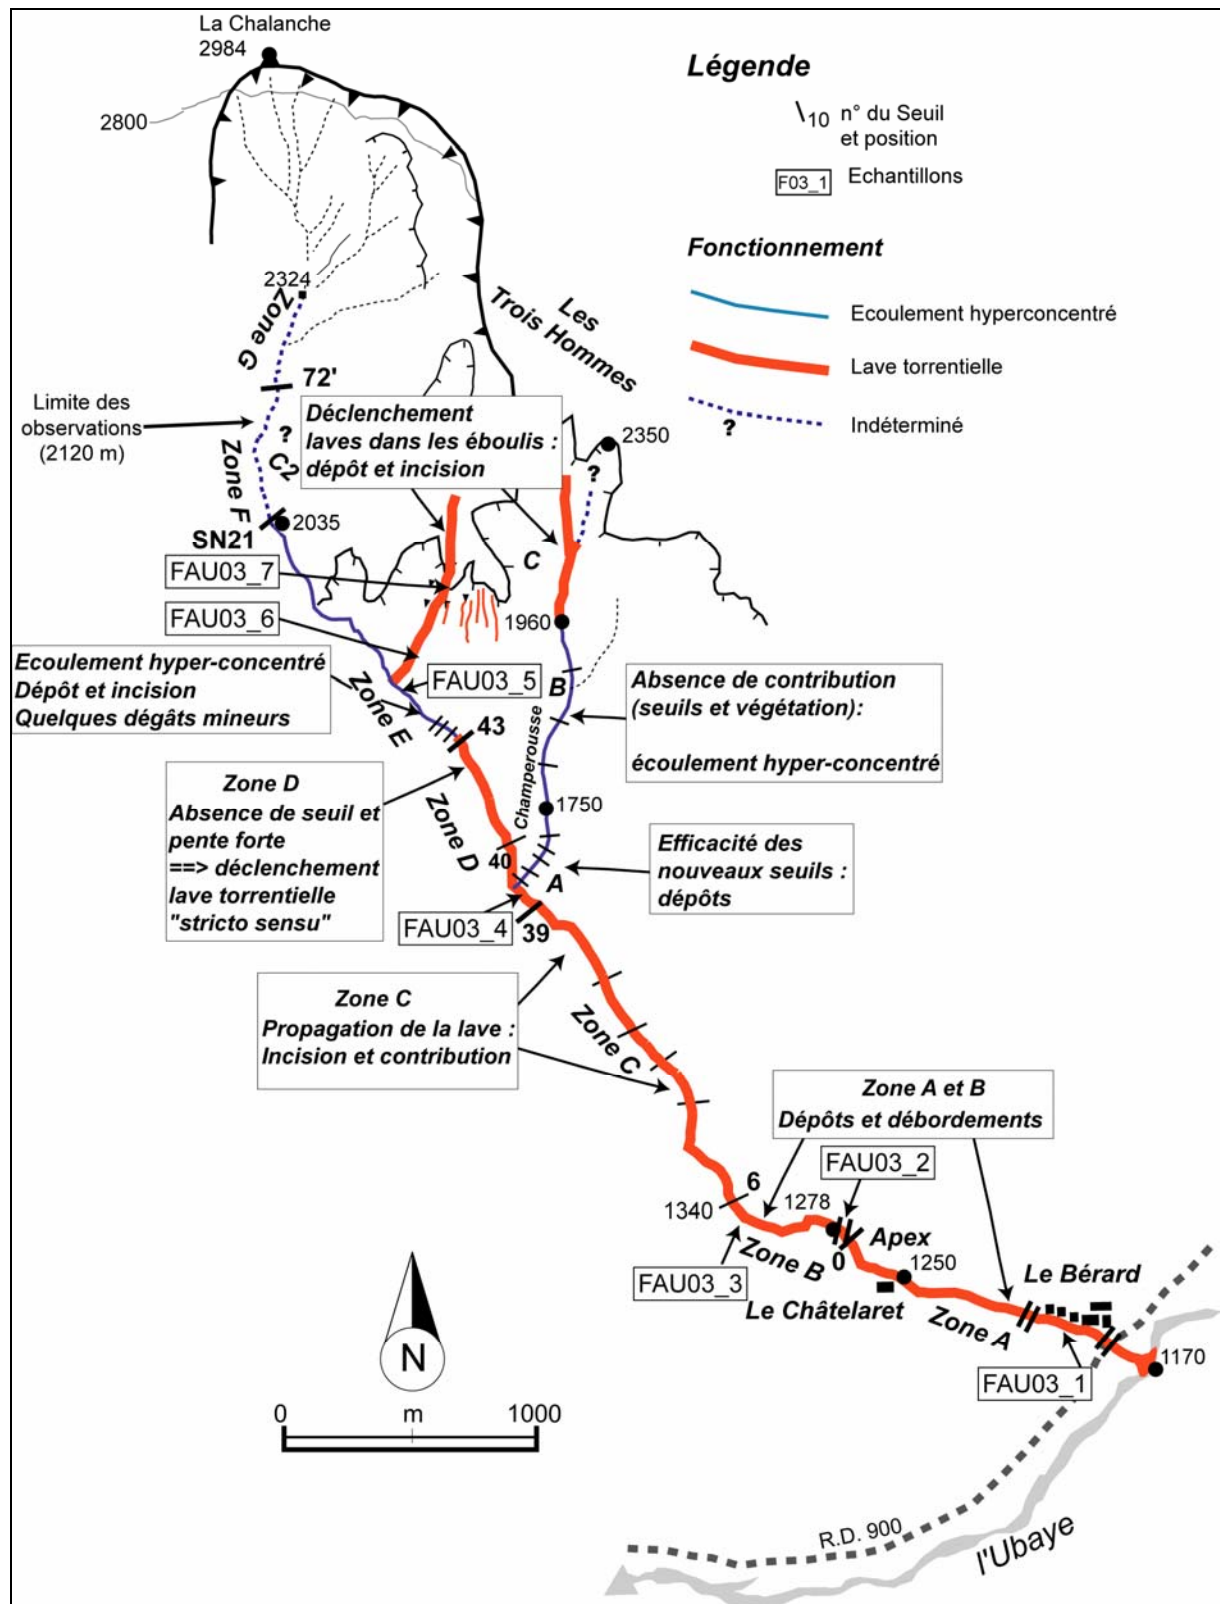 La Chalanche
2984
2800
Légende
10
n° du Seuil
et position
F03_1
Echantillons
Fonctionnement
Ecoulement hyperconcentré
Lave torrentielle
?
Indéterminé
Les
Trois Hommes
2324
Zone G
72'
Limite des
observations
(2120 m)
?
C2
Zone F
Déclenchement
laves dans les éboulis :
dépôt et incision
2350
?
SN21
2035
C
FAU03_7
FAU03_6
1960
Ecoulement hyper-concentré
Dépôt et incision
Quelques dégâts mineurs
FAU03_5
Zone E
43
B
Absence de contribution
(seuils et végétation):
écoulement hyper-concentré
Champerousse
1750
Zone D
Absence de seuil et
pente forte
==> déclenchement
lave torrentielle
"stricto sensu"
Zone D
40
A
Efficacité des
nouveaux seuils :
dépôts
FAU03_4
39
Zone C
Propagation de la lave :
Incision et contribution
Zone C
Zone A et B
Dépôts et débordements
FAU03_2
6
1340
1278
Apex
0
Zone B
FAU03_3
1250
Le Châtelaret
Le Bérard
Zone A
FAU03_1
1170
N
0
m
1000
R.D. 900
l'Ubaye